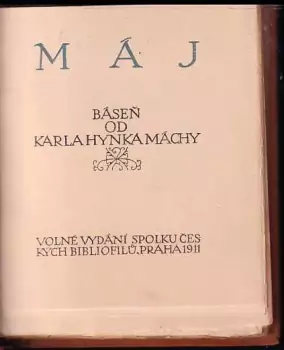 MÁJ
BÁSEŇ
OD
KARLA HYNKA MÁCHY
VOLNÉ VYDÁNÍ SPOLKU ČES
KÝCH BIBLIOFILŮ, PRAHA 1911